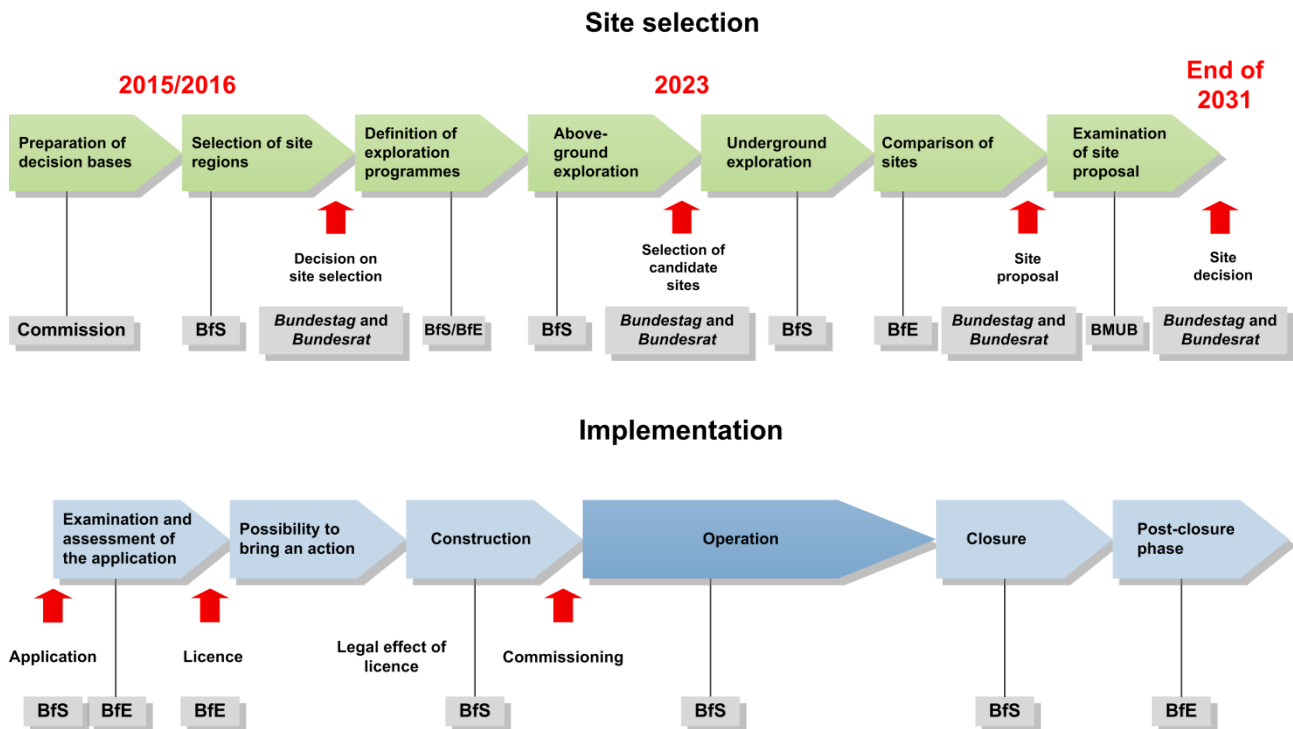 Site selection
2015/2016
2023
End of
2031
Preparation of
decision bases
Selection of site
regions
Definition of
exploration
programmes
Above-
ground
exploration
Underground
exploration
Comparison of
sites
Examination
of site
proposal
Decision on
site selection
Selection of
candidate
sites
Site
proposal
Site
decision
Commission
BfS
Bundestag and
Bundesrat
BfS/BfE
BfS
Bundestag and
Bundesrat
BfS
BfE
Bundestag and
Bundesrat
BMUB
Bundestag and
Bundesrat
Implementation
Examination and
assessment of
the application
Possibility to
bring an action
Construction
Operation
Closure
Post-closure
phase
Application
Licence
Legal effect of
licence
Commissioning
BfS
BfE
BfE
BfS
BfS
BfS
BfE